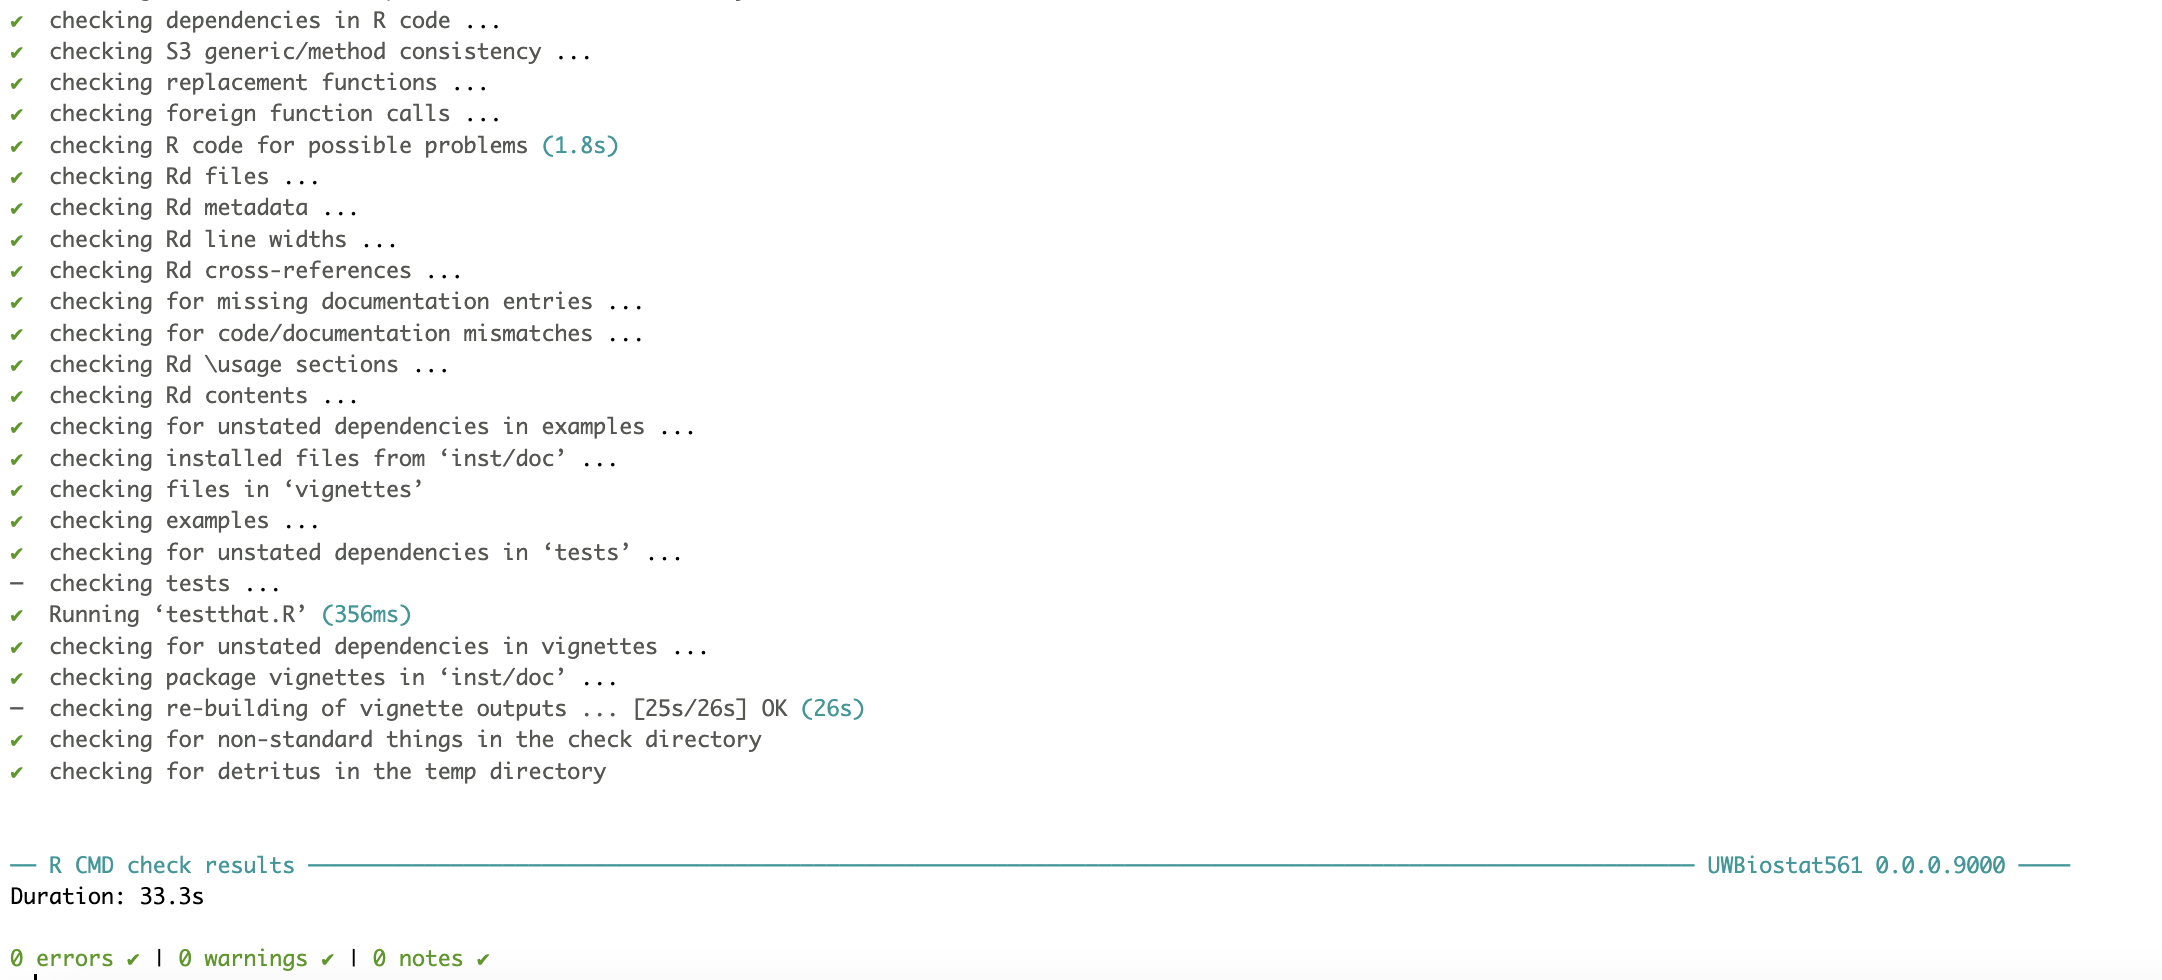 ✔ checking dependencies in R code ...
✔ checking S3 generic/method consistency ...
✔ checking replacement functions ...
✔ checking foreign function calls ...
✔ checking R code for possible problems (1.8s)
✔ checking Rd files ...
✔ checking Rd metadata ...
✔ checking Rd line widths ...
✔ checking Rd cross-references ...
✔ checking for missing documentation entries ...
✔ checking for code/documentation mismatches ...
✔ checking Rd \usage sections ...
✔ checking Rd contents ...
✔ checking for unstated dependencies in examples ...
✔ checking installed files from ‘inst/doc’ ...
✔ checking files in ‘vignettes’
✔ checking examples ...
✔ checking for unstated dependencies in ‘tests’ ...
─ checking tests ...
✔ Running ‘testthat.R’ (356ms)
✔ checking for unstated dependencies in vignettes ...
✔ checking package vignettes in ‘inst/doc’ ...
─ checking re-building of vignette outputs ... [25s/26s] OK (26s)
✔ checking for non-standard things in the check directory
✔ checking for detritus in the temp directory
── R CMD check results ──── UWBiostat561 0.0.0.9000 ────
Duration: 33.3s
0 errors ✔ | 0 warnings ✔ | 0 notes ✔